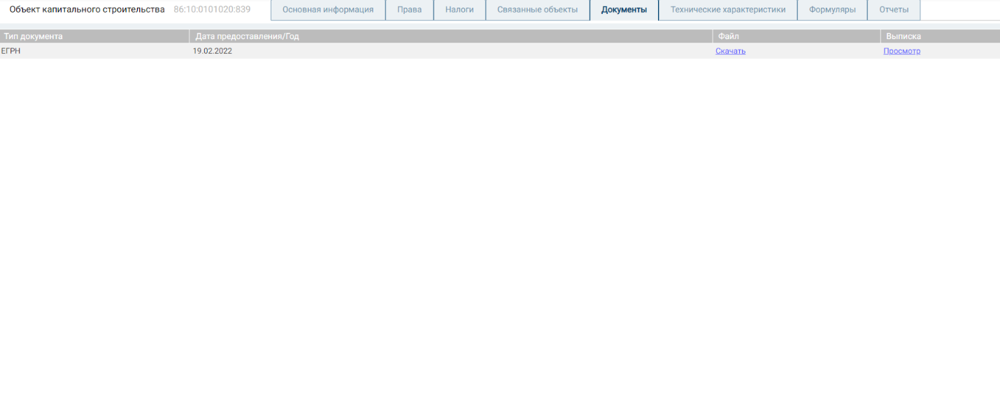 Объект капитального строительства 86:10:0101020:839 Основная информация Права Налоги Связанные объекты Документы Технические характеристики Формуляры Отчеты
Тип документа Дата предоставления/Год Файл Выписка
ЕГРН 19.02.2022 Скачать Просмотр